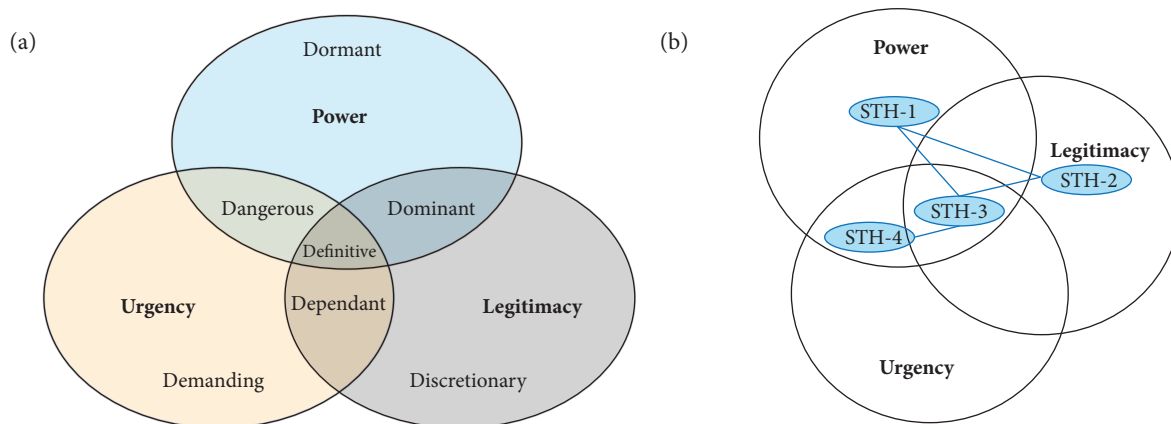 (a)
Dormant
Power
Dangerous
Dominant
Definitive
Urgency
Dependant
Legitimacy
Demanding
Discretionary
(b)
Power
STH-1
Legitimacy
STH-2
STH-3
STH-4
Urgency